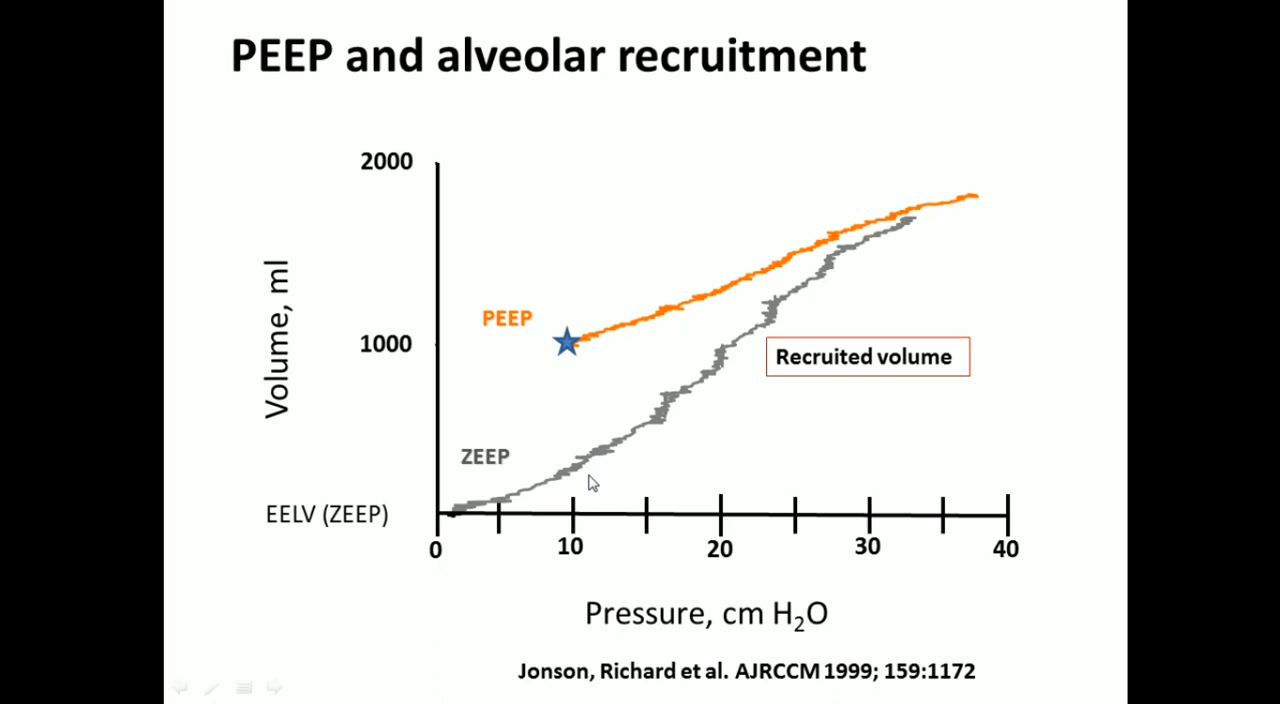 PEEP and alveolar recruitment
2000
Volume, ml
PEEP
1000
Recruited volume
ZEEP
EELV (ZEEP)
0 10 20 30 40
Pressure, cm H₂O
Jonson, Richard et al. AJRCCM 1999; 159:1172